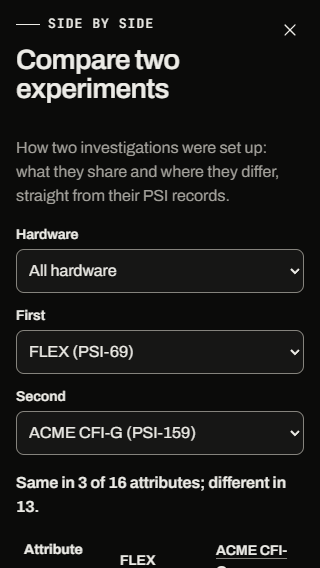 SIDE BY SIDE
Compare two
experiments
How two investigations were set up:
what they share and where they differ,
straight from their PSI records.
Hardware
All hardware
First
FLEX (PSI-69)
Second
ACME CFI-G (PSI-159)
Same in 3 of 16 attributes; different in
13.
Attribute
FLEX
ACME CFI-